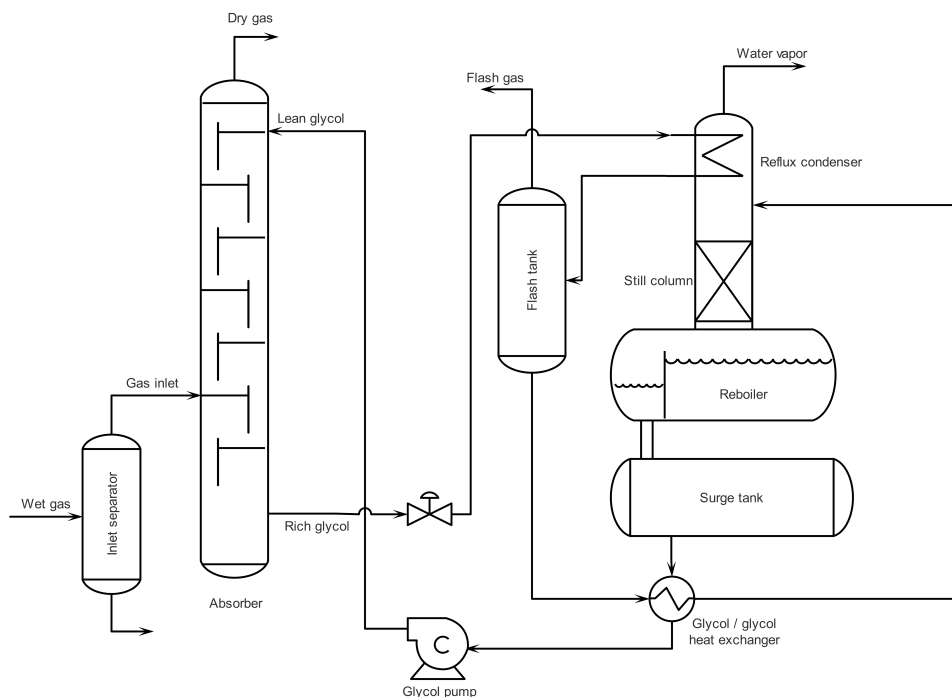 Dry gas
Water vapor
Flash gas
Lean glycol
Reflux condenser
Flash tank
Still column
Gas inlet
Reboiler
Wet gas
Inlet separator
Surge tank
Rich glycol
Absorber
Glycol / glycol
heat exchanger
C
Glycol pump